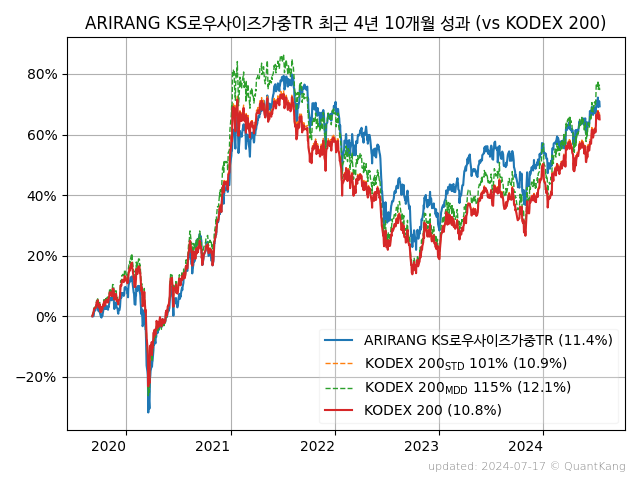 ARIRANG KS로우사이즈가중TR 최근 4년 10개월 성과 (vs KODEX 200)
80%
60%
40%
20%
0%
−20%
ARIRANG KS로우사이즈가중TR (11.4%)
KODEX 200STD 101% (10.9%)
KODEX 200MDD 115% (12.1%)
KODEX 200 (10.8%)
2020 2021 2022 2023 2024
updated: 2024-07-17 © QuantKang